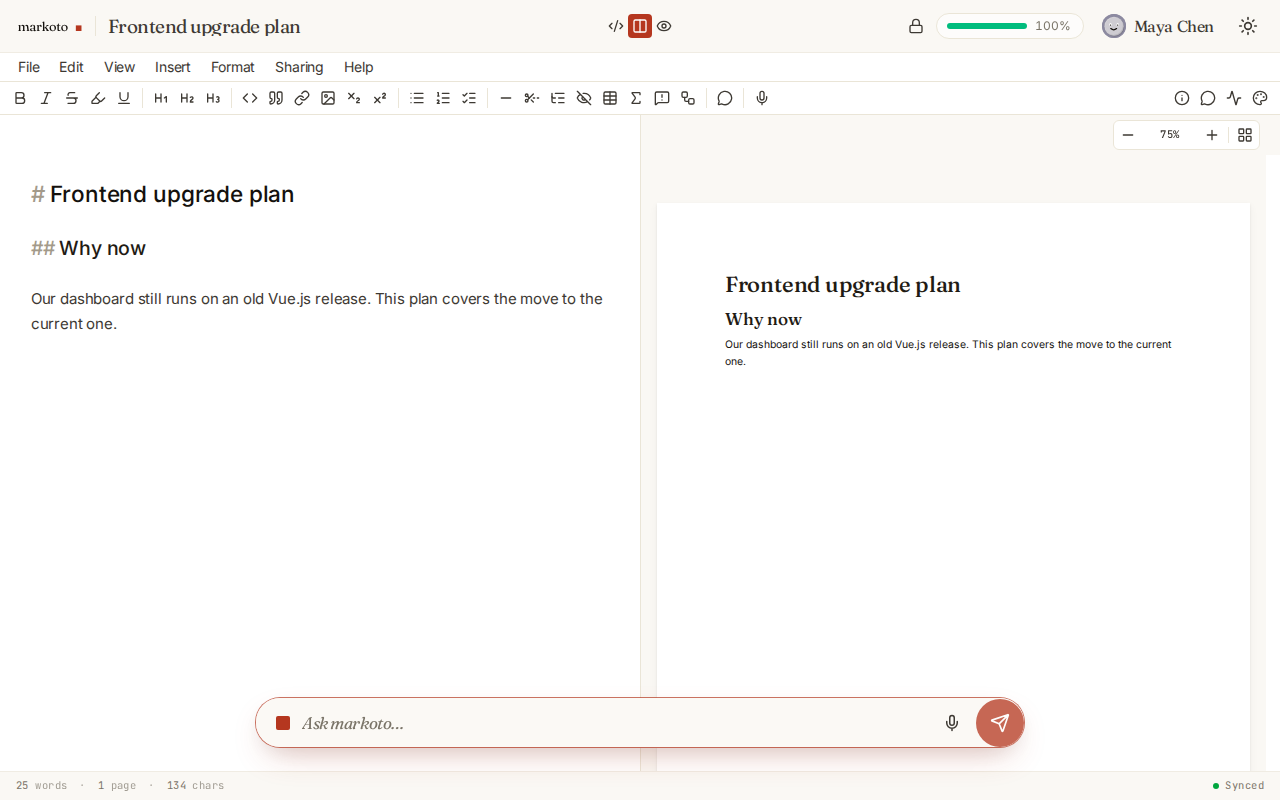 markoto
Frontend upgrade plan
100%
Maya Chen
File Edit View Insert Format Sharing Help
H1 H2 H3
75%
# Frontend upgrade plan
## Why now
Our dashboard still runs on an old Vue.js release. This plan covers the move to the
current one.
Frontend upgrade plan
Why now
Our dashboard still runs on an old Vue.js release. This plan covers the move to the current
one.
Ask markoto...
25 words · 1 page · 134 chars
Synced